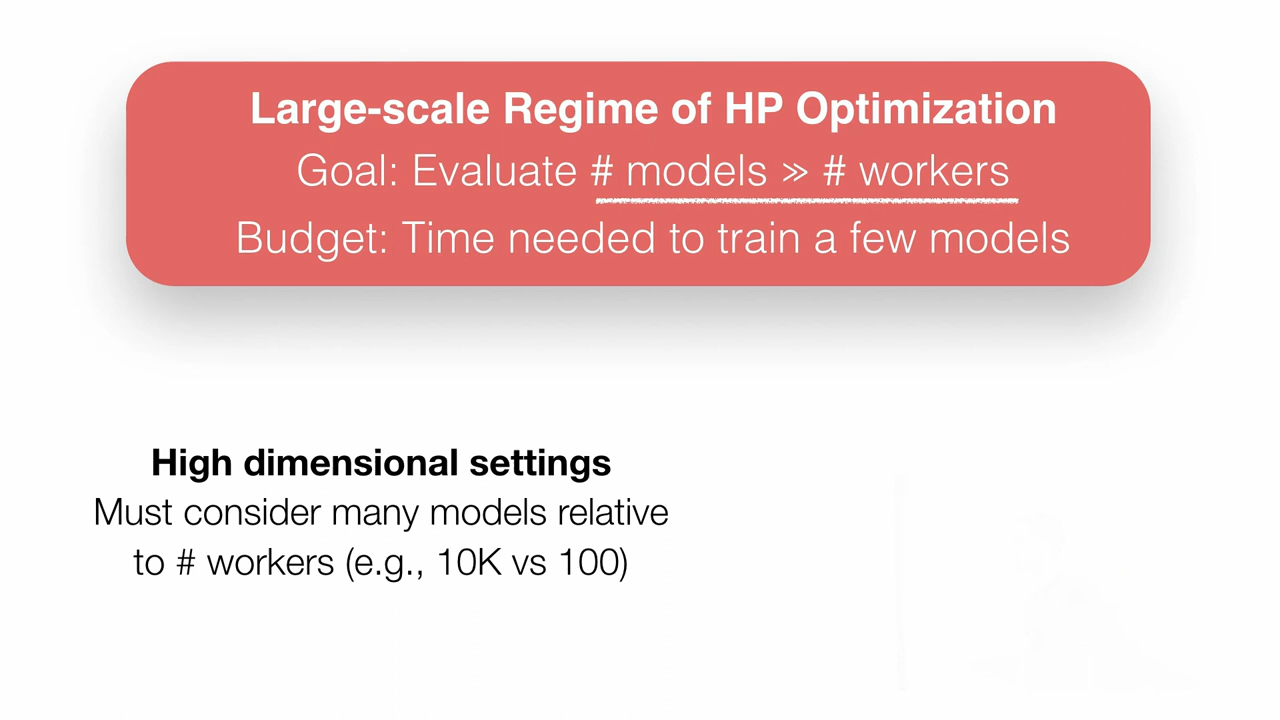 Large-scale Regime of HP Optimization
Goal: Evaluate # models ≫ # workers
Budget: Time needed to train a few models
High dimensional settings
Must consider many models relative
to # workers (e.g., 10K vs 100)